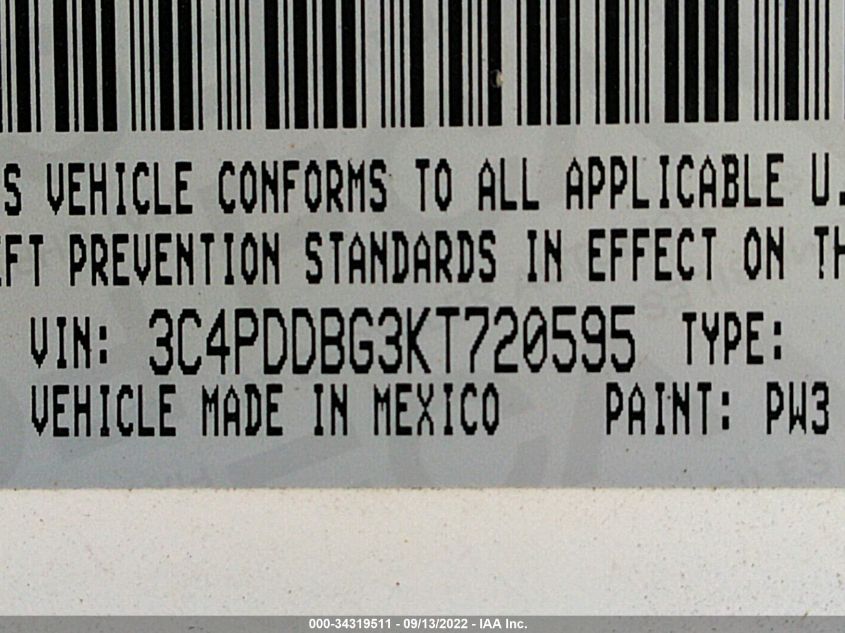 S VEHICLE CONFORMS TO ALL APPLICABLE U.
EFT PREVENTION STANDARDS IN EFFECT ON TH
VIN: 3C4PDDBG3KT720595 TYPE:
VEHICLE MADE IN MEXICO PAINT: PW3
000-34319511 - 09/13/2022 - IAA Inc.